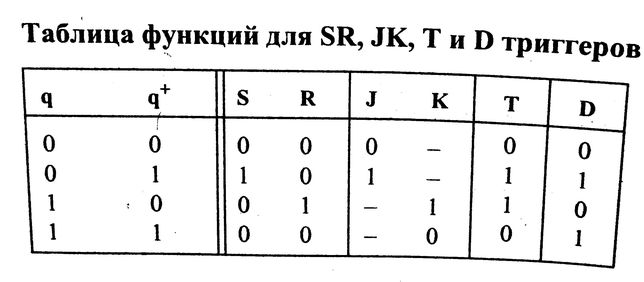 Таблица функций для SR, JK, T и D триггеров
q q⁺ S R J K T D
0 0 0 0 0 – 0 0
0 1 1 0 1 – 1 1
1 0 0 1 – 1 1 0
1 1 0 0 – 0 0 1